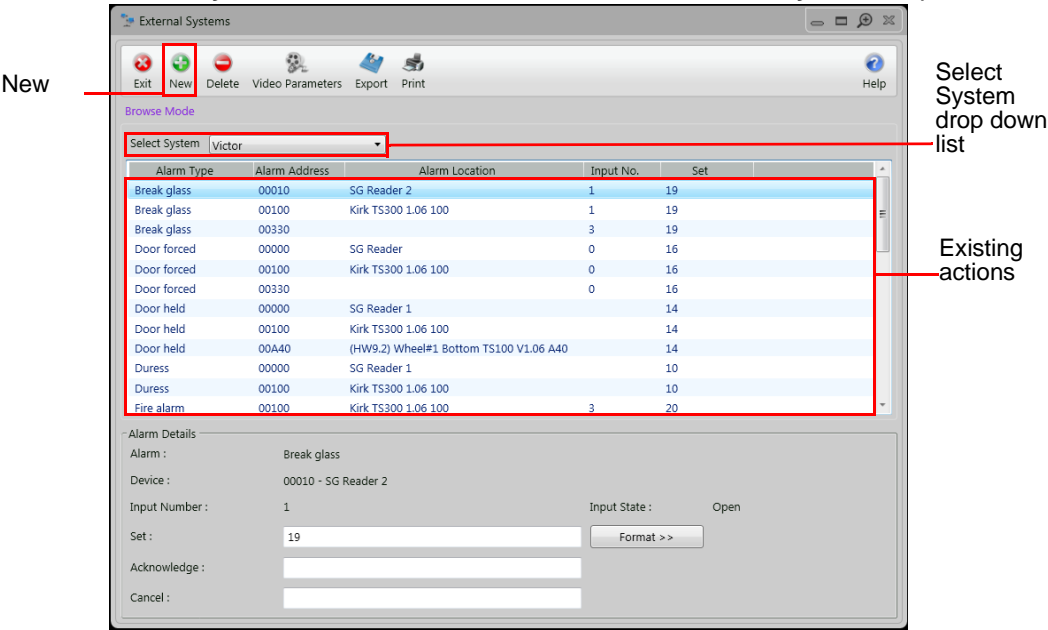 External Systems
Exit New Delete Video Parameters Export Print Help
New
Select System drop down list
Browse Mode
Select System Victor
Alarm Type Alarm Address Alarm Location Input No. Set
Break glass 00010 SG Reader 2 1 19
Break glass 00100 Kirk TS300 1.06 100 1 19
Break glass 00330 3 19
Door forced 00000 SG Reader 0 16
Door forced 00100 Kirk TS300 1.06 100 0 16
Door forced 00330 0 16
Door held 00000 SG Reader 1 14
Door held 00100 Kirk TS300 1.06 100 14
Door held 00A40 (HW9.2) Wheel#1 Bottom TS100 V1.06 A40 14
Duress 00000 SG Reader 1 10
Duress 00100 Kirk TS300 1.06 100 10
Fire alarm 00100 Kirk TS300 1.06 100 3 20
Existing actions
Alarm Details
Alarm : Break glass
Device : 00010 - SG Reader 2
Input Number : 1 Input State : Open
Set : 19 Format >>
Acknowledge :
Cancel :